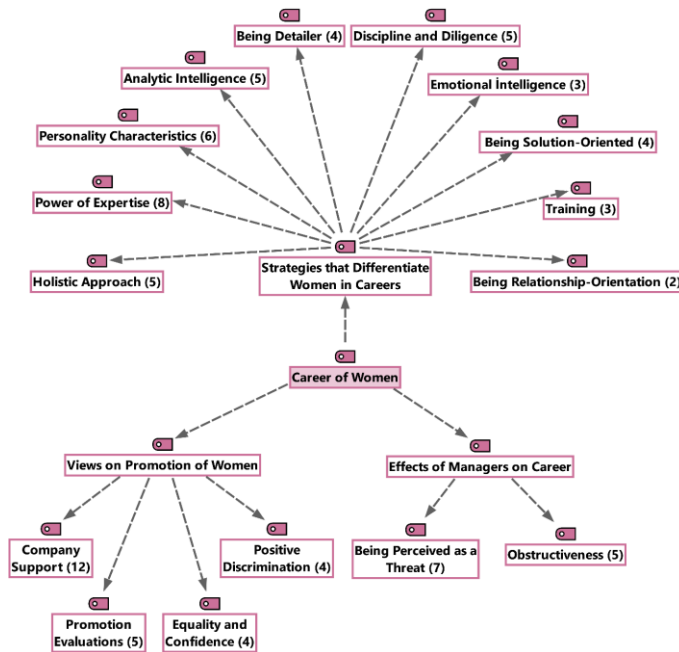 Being Detailer (4)
Discipline and Diligence (5)
Analytic Intelligence (5)
Emotional İntelligence (3)
Personality Characteristics (6)
Being Solution-Oriented (4)
Power of Expertise (8)
Training (3)
Holistic Approach (5)
Strategies that Differentiate
Women in Careers
Being Relationship-Orientation (2)
Career of Women
Views on Promotion of Women
Effects of Managers on Career
Company
Support (12)
Positive
Discrimination (4)
Being Perceived as a
Threat (7)
Obstructiveness (5)
Promotion
Evaluations (5)
Equality and
Confidence (4)